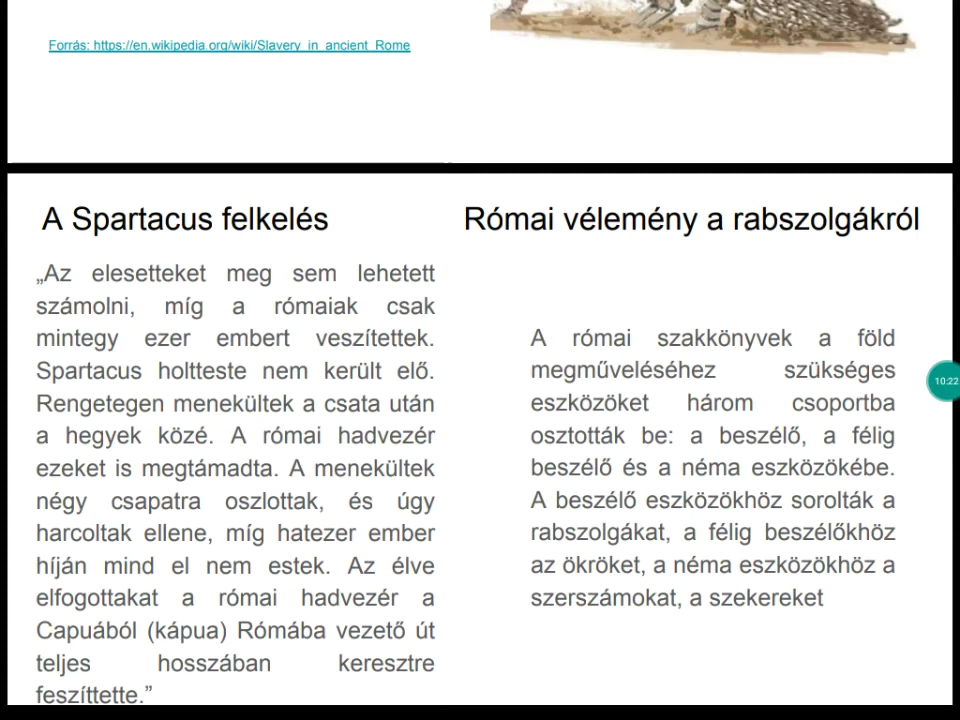 Forrás: https://en.wikipedia.org/wiki/Slavery_in_ancient_Rome
A Spartacus felkelés
„Az elesetteket meg sem lehetett
számolni, míg a rómaiak csak
mintegy ezer embert veszítettek.
Spartacus holtteste nem került elő.
Rengetegen menekültek a csata után
a hegyek közé. A római hadvezér
ezeket is megtámadta. A menekültek
négy csapatra oszlottak, és úgy
harcoltak ellene, míg hatezer ember
híján mind el nem estek. Az élve
elfogottakat a római hadvezér a
Capuából (kápua) Rómába vezető út
teljes hosszában keresztre
feszíttette.”
Római vélemény a rabszolgákról
A római szakkönyvek a föld
megműveléséhez szükséges
eszközöket három csoportba
osztották be: a beszélő, a félig
beszélő és a néma eszközökébe.
A beszélő eszközökhöz sorolták a
rabszolgákat, a félig beszélőkhöz
az ökröket, a néma eszközökhöz a
szerszámokat, a szekereket
10:22